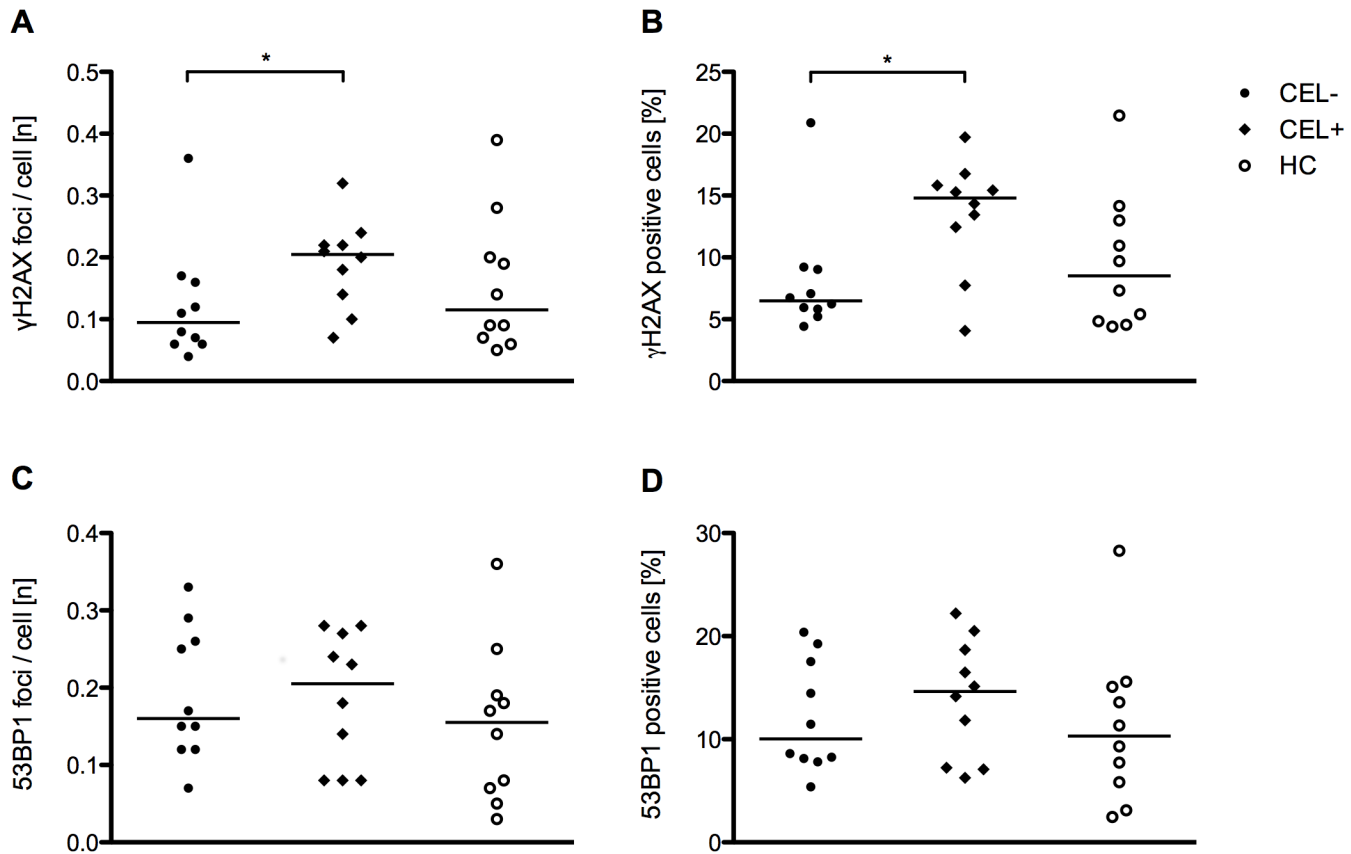 A
B
*
*
0.5
0.4
0.3
0.2
0.1
0.0
γH2AX foci / cell [n]
25
20
15
10
5
0
γH2AX positive cells [%]
CEL-
CEL+
HC
C
D
0.4
0.3
0.2
0.1
0.0
53BP1 foci / cell [n]
30
20
10
0
53BP1 positive cells [%]